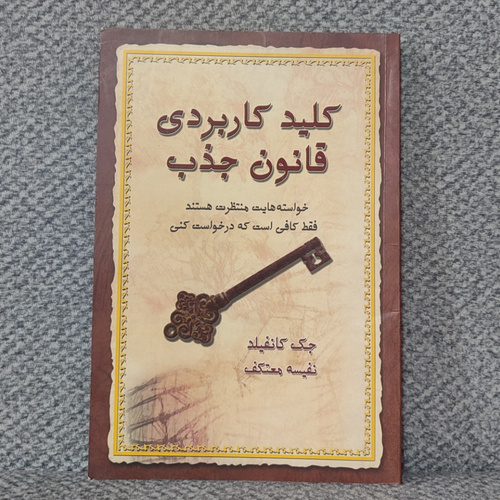 کلید کاربردی
قانون جذب
خواسته‌هایت منتظرت هستند
فقط کافی است که درخواست کنی
جک کانفیلد
نفیسه معتکف